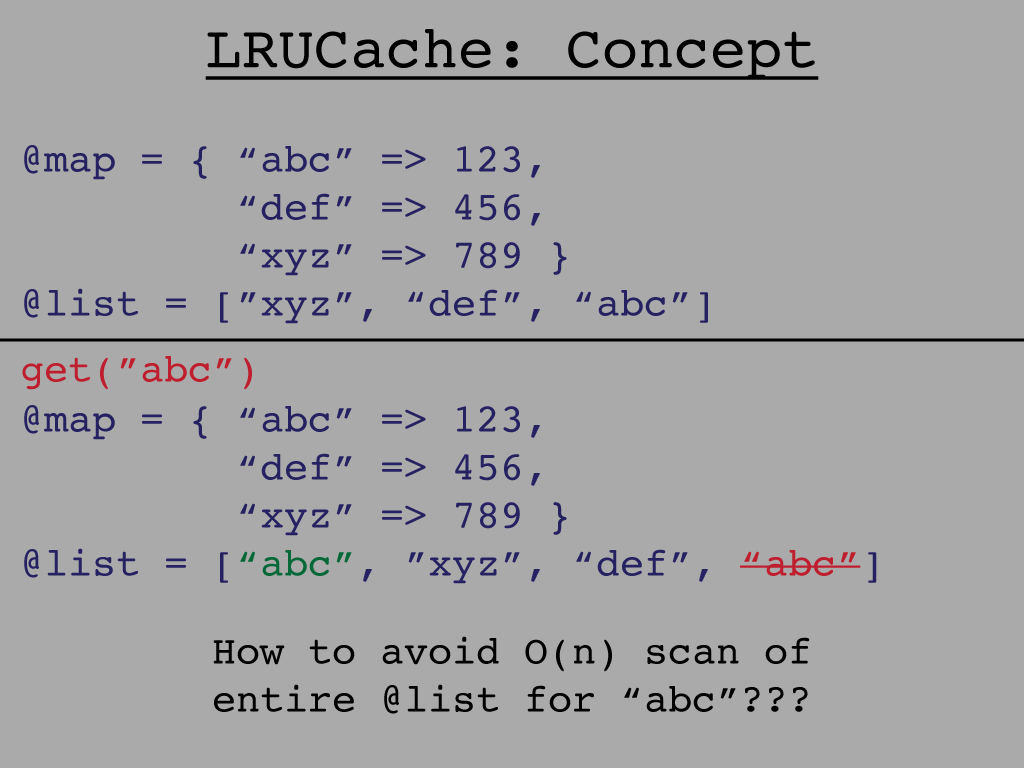 LRUCache: Concept
@map = { “abc” => 123,
“def” => 456,
“xyz” => 789 }
@list = [”xyz”, “def”, “abc”]
get(”abc”)
@map = { “abc” => 123,
“def” => 456,
“xyz” => 789 }
@list = [“abc”, ”xyz”, “def”, “abc”]
How to avoid O(n) scan of
entire @list for “abc”???